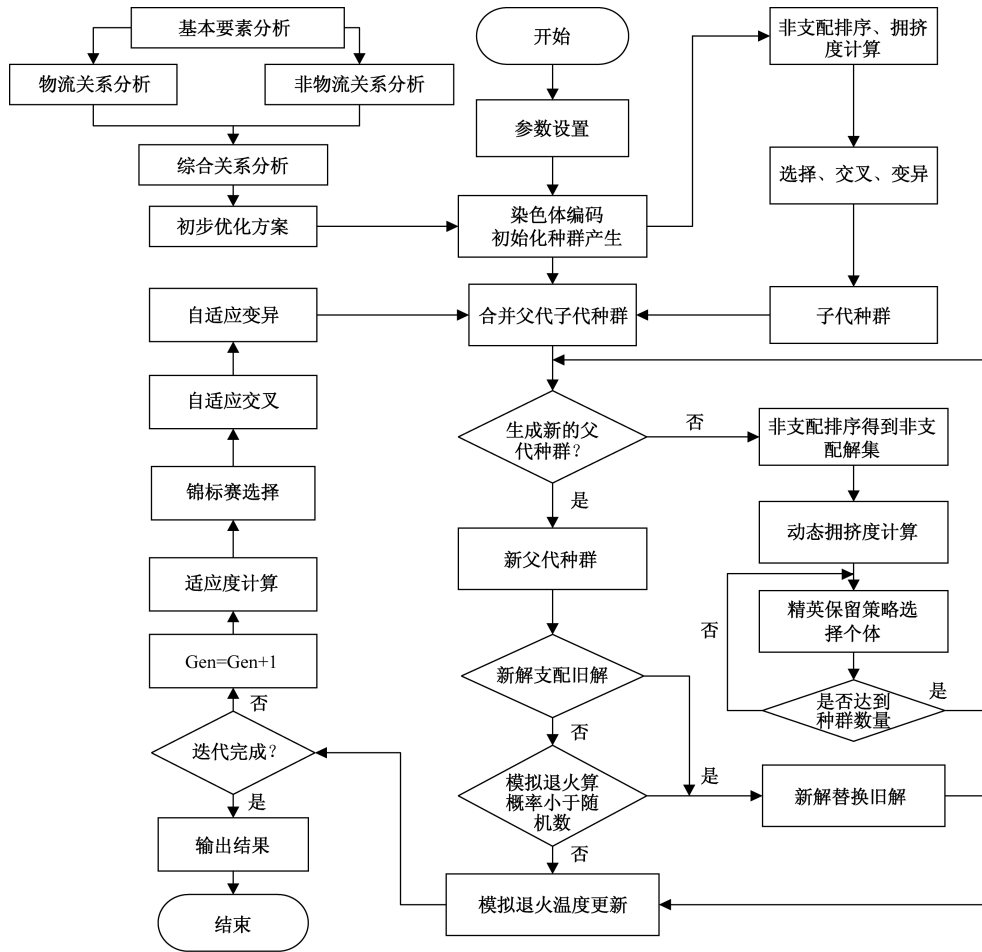 基本要素分析
物流关系分析
非物流关系分析
综合关系分析
初步优化方案
开始
参数设置
染色体编码
初始化种群产生
非支配排序、拥挤
度计算
选择、交叉、变异
子代种群
合并父代子代种群
自适应变异
自适应交叉
锦标赛选择
适应度计算
Gen=Gen+1
否
迭代完成?
是
输出结果
结束
生成新的父
代种群?
否
是
新父代种群
新解支配旧解
否
模拟退火算
概率小于随
机数
是
否
模拟退火温度更新
非支配排序得到非支
配解集
动态拥挤度计算
精英保留策略选
择个体
否
是否达到
种群数量
是
新解替换旧解